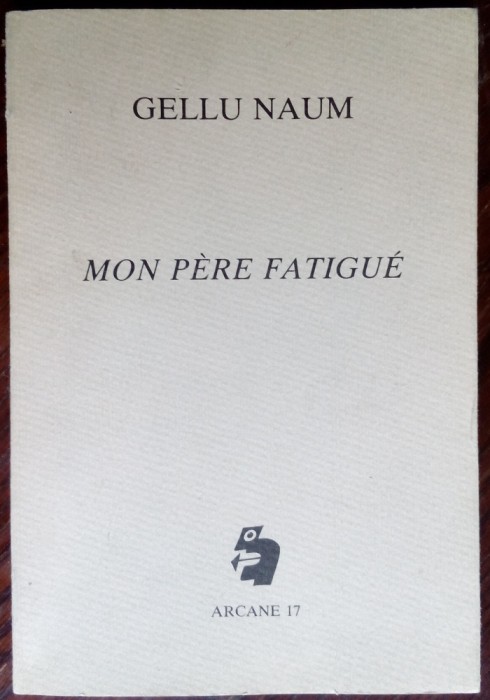 GELLU NAUM
MON PÈRE FATIGUÉ
ARCANE 17